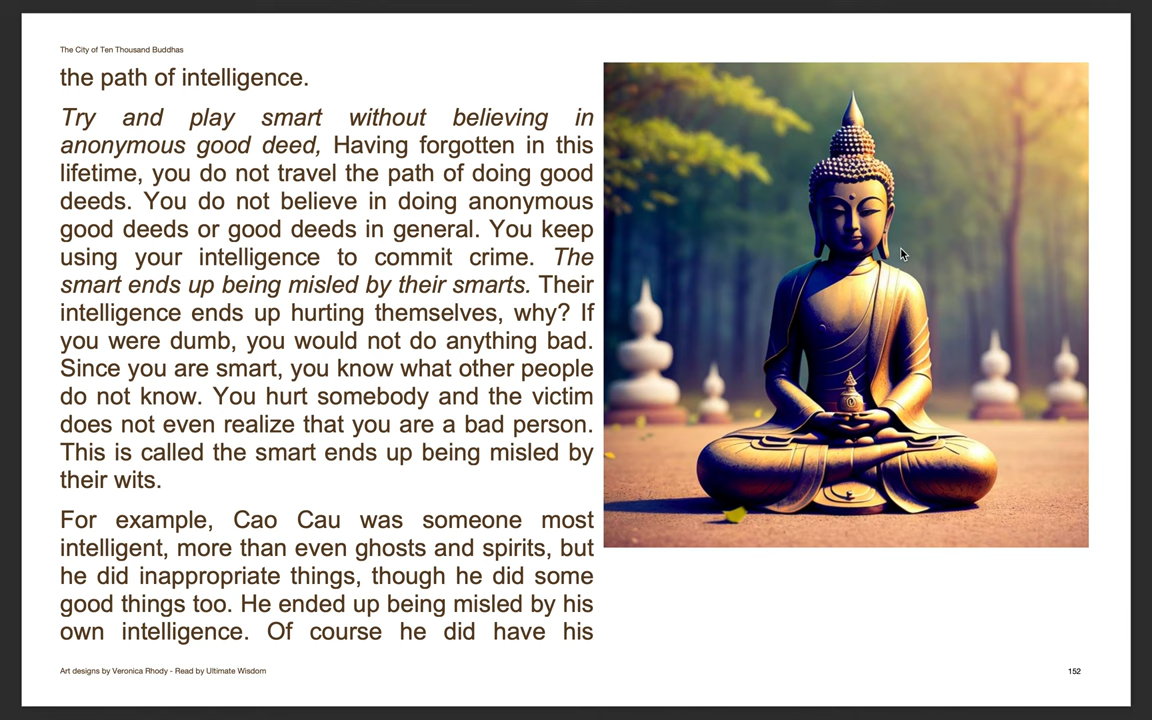 The City of Ten Thousand Buddhas
the path of intelligence.
Try and play smart without believing in
anonymous good deed, Having forgotten in this
lifetime, you do not travel the path of doing good
deeds. You do not believe in doing anonymous
good deeds or good deeds in general. You keep
using your intelligence to commit crime. The
smart ends up being misled by their smarts. Their
intelligence ends up hurting themselves, why? If
you were dumb, you would not do anything bad.
Since you are smart, you know what other people
do not know. You hurt somebody and the victim
does not even realize that you are a bad person.
This is called the smart ends up being misled by
their wits.
For example, Cao Cau was someone most
intelligent, more than even ghosts and spirits, but
he did inappropriate things, though he did some
good things too. He ended up being misled by his
own intelligence. Of course he did have his
Art designs by Veronica Rhody - Read by Ultimate Wisdom
152